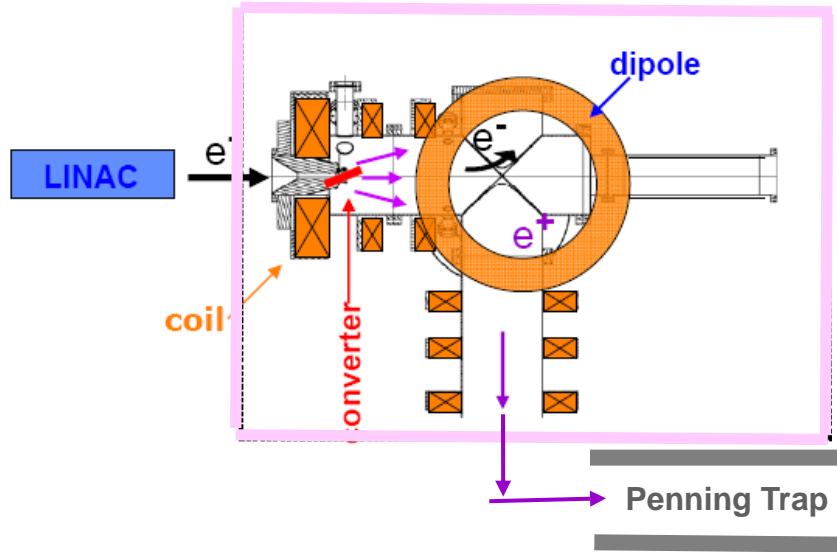 dipole
e-
e-
LINAC
e+
coil
converter
Penning Trap